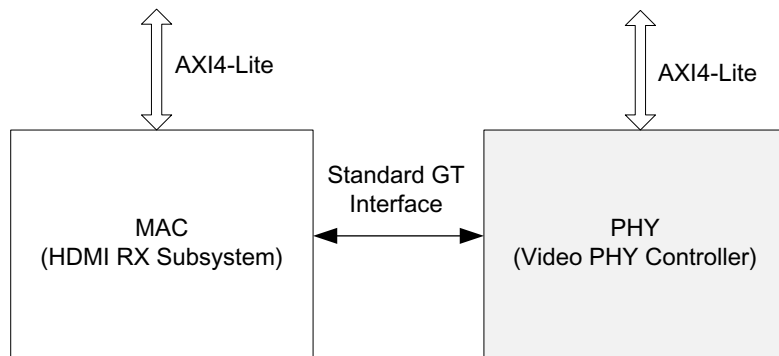 AXI4-Lite
AXI4-Lite
Standard GT
Interface
MAC
(HDMI RX Subsystem)
PHY
(Video PHY Controller)